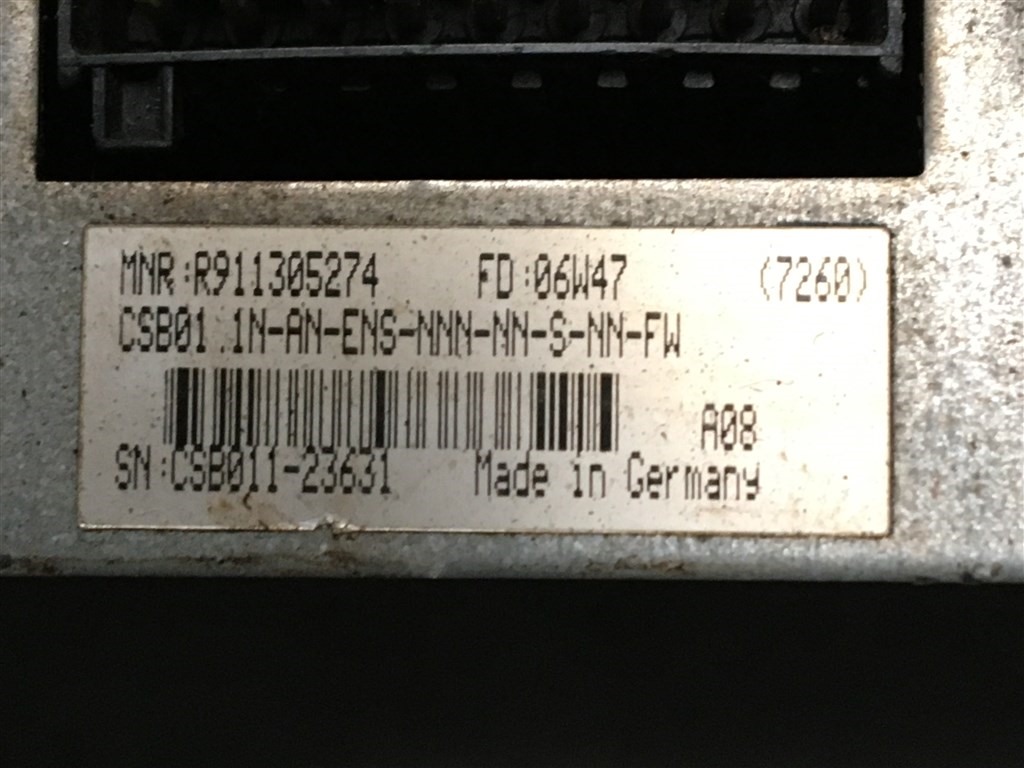 MNR:R911305274 FD:06W47 (7260)
CSB01.1N-AN-ENS-NNN-NN-S-NN-FW
A08
SN:CSB011-23631 Made in Germany